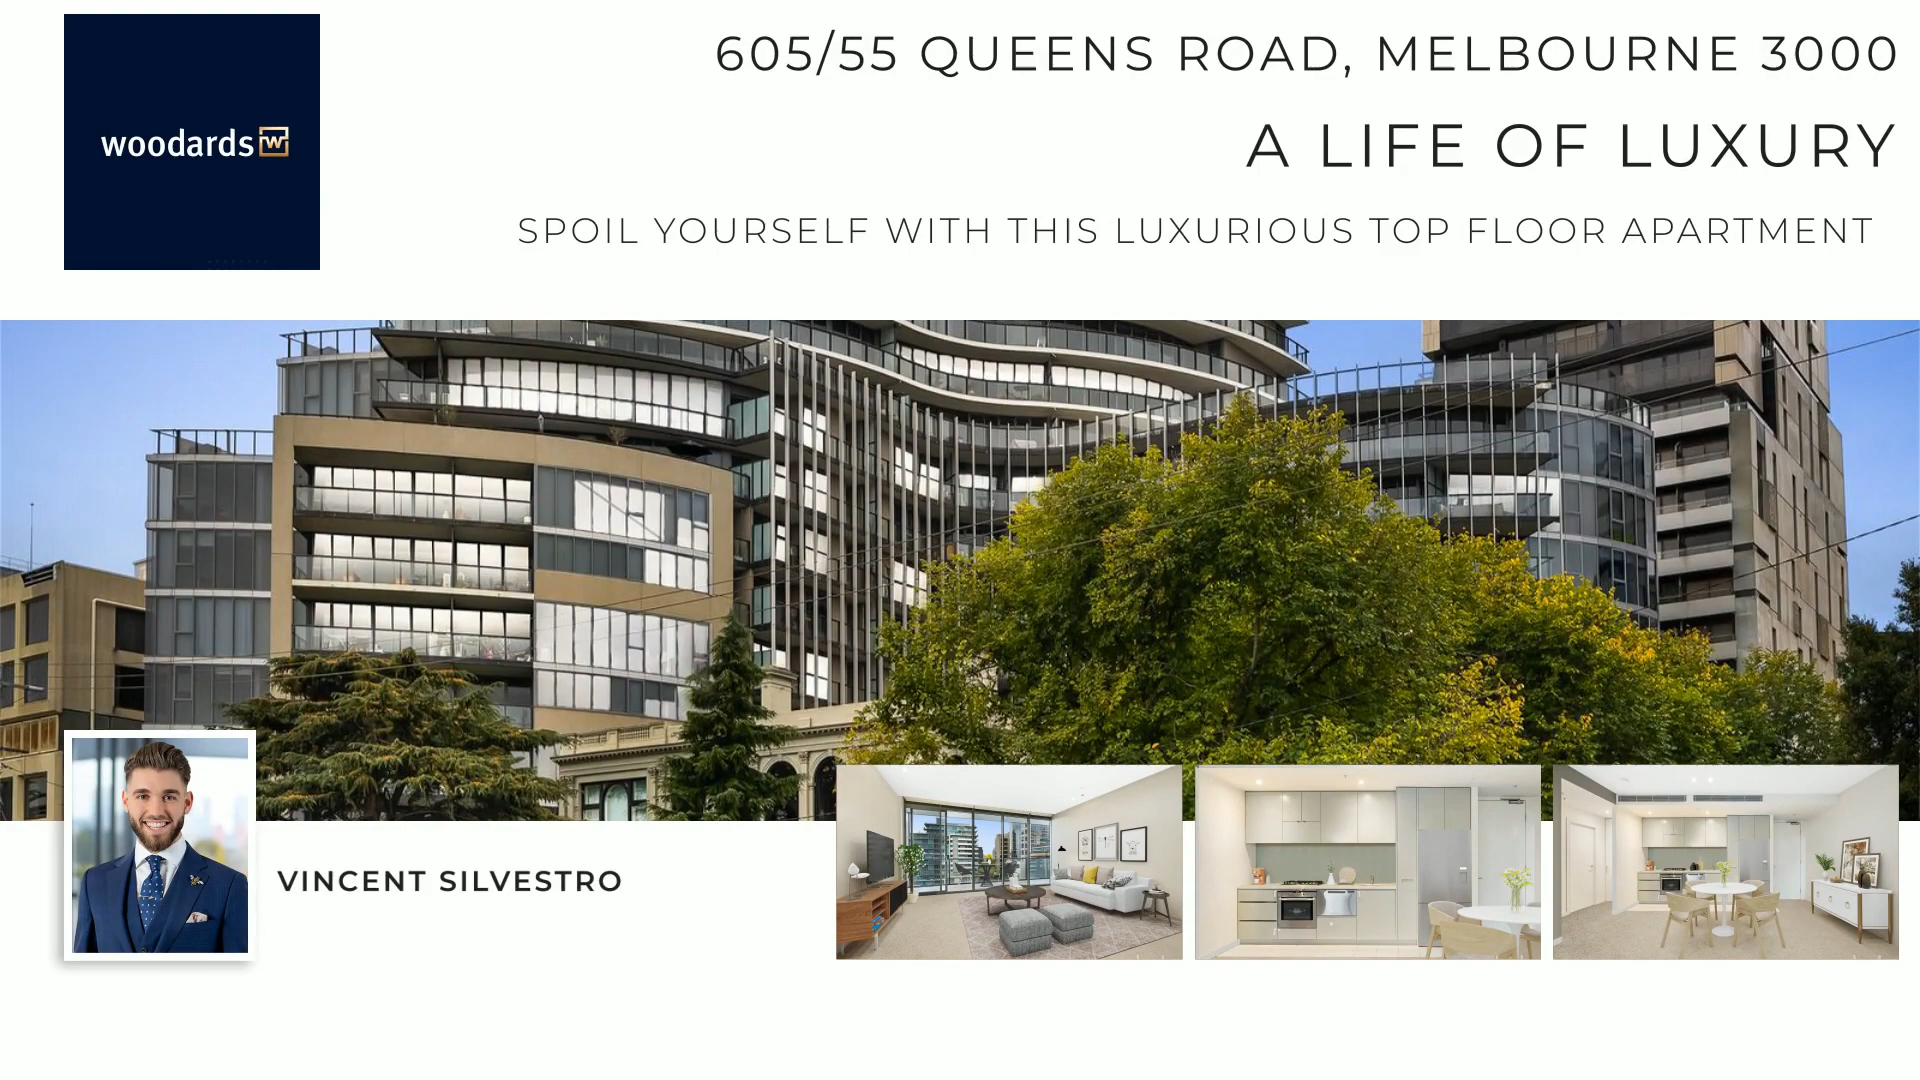 woodards w
605/55 QUEENS ROAD, MELBOURNE 3000
A LIFE OF LUXURY
SPOIL YOURSELF WITH THIS LUXURIOUS TOP FLOOR APARTMENT
VINCENT SILVESTRO